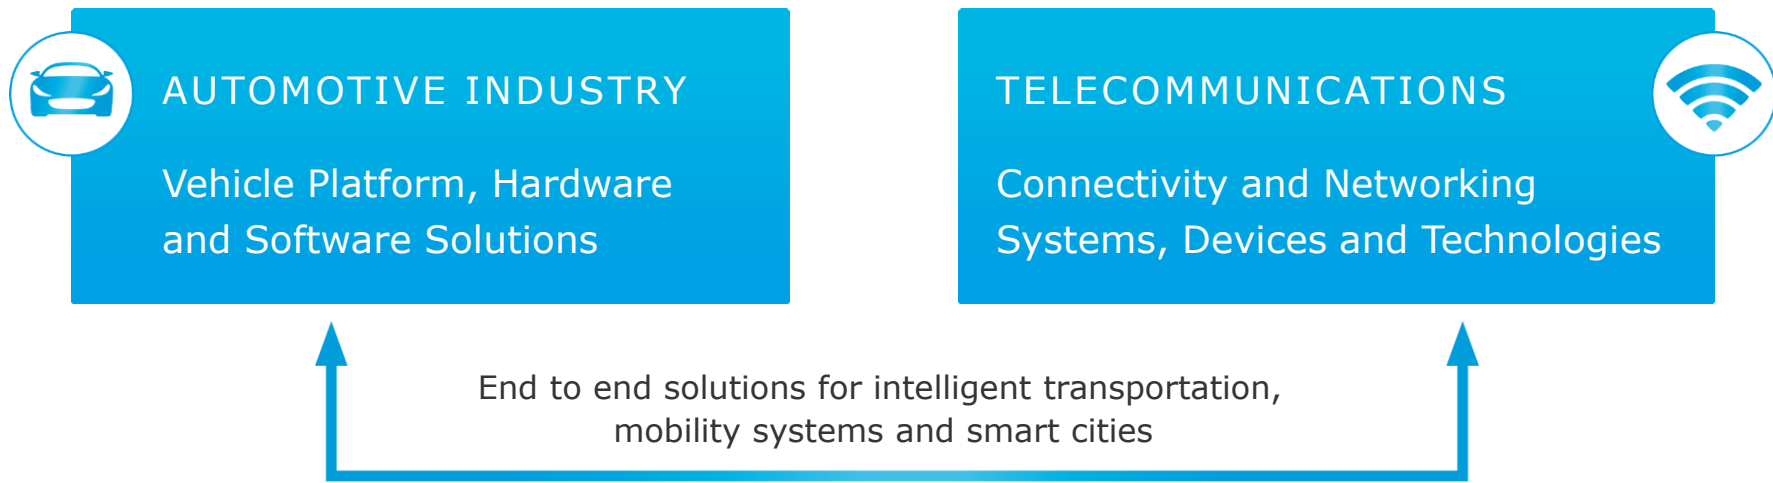 AUTOMOTIVE INDUSTRY
Vehicle Platform, Hardware
and Software Solutions
TELECOMMUNICATIONS
Connectivity and Networking
Systems, Devices and Technologies
End to end solutions for intelligent transportation,
mobility systems and smart cities